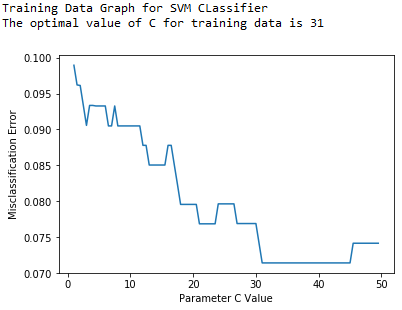 Training Data Graph for SVM CLassifier
The optimal value of C for training data is 31
0.100
0.095
0.090
0.085
0.080
0.075
0.070
Misclassification Error
0 10 20 30 40 50
Parameter C Value